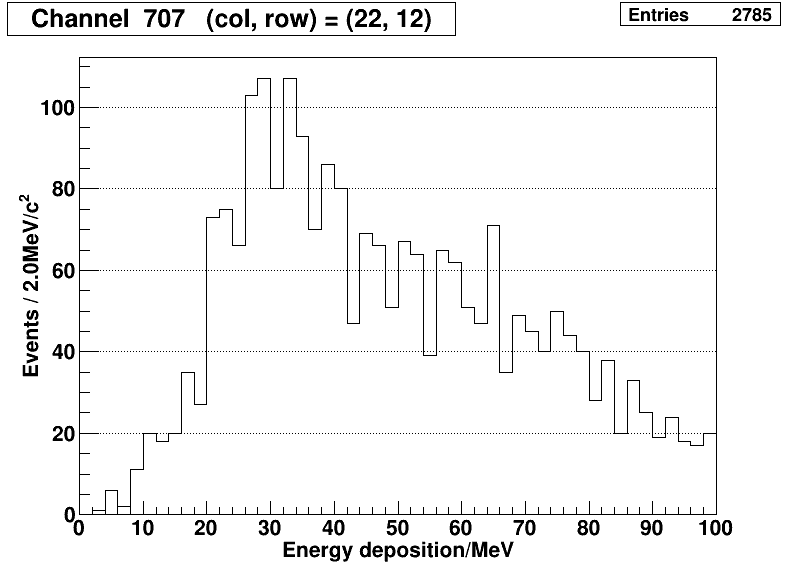 Channel 707 (col, row) = (22, 12)
Entries 2785
100
80
60
40
20
0
Events / 2.0MeV/c²
0 10 20 30 40 50 60 70 80 90 100
Energy deposition/MeV